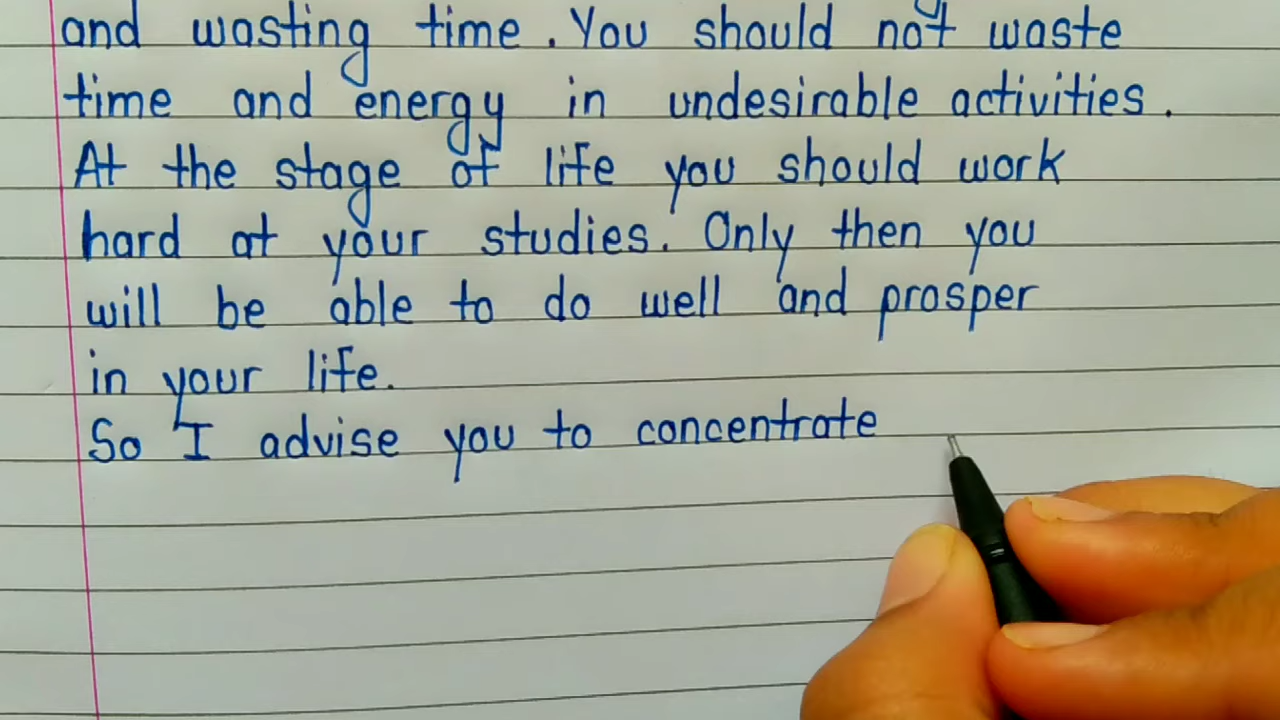 and wasting time. You should not waste
time and energy in undesirable activities.
At the stage of life you should work
hard at your studies. Only then you
will be able to do well and prosper
in your life.
So I advise you to concentrate